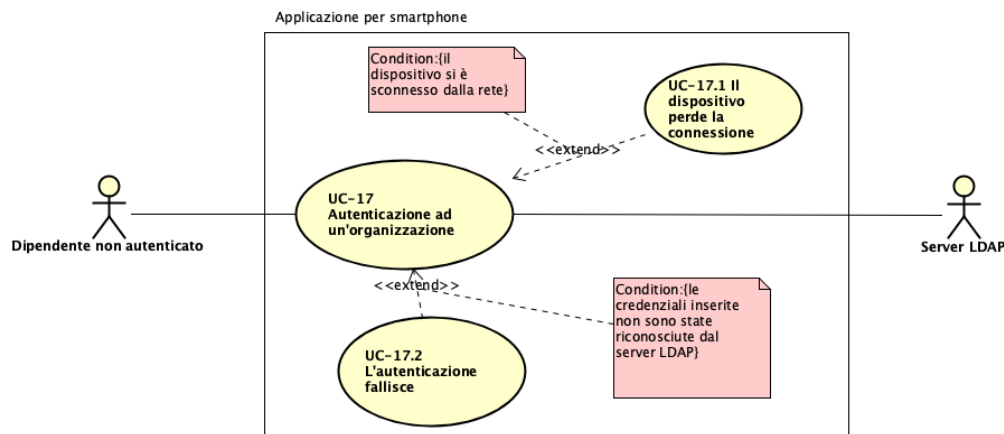 Applicazione per smartphone
Condition:{il
dispositivo si è
sconnesso dalla rete}
UC-17.1 Il
dispositivo
perde la
connessione
<<extend>>
UC-17
Autenticazione ad
un'organizzazione
Dipendente non autenticato
Server LDAP
<<extend>>
Condition:{le
credenziali inserite
non sono state
riconosciute dal
server LDAP}
UC-17.2
L'autenticazione
fallisce